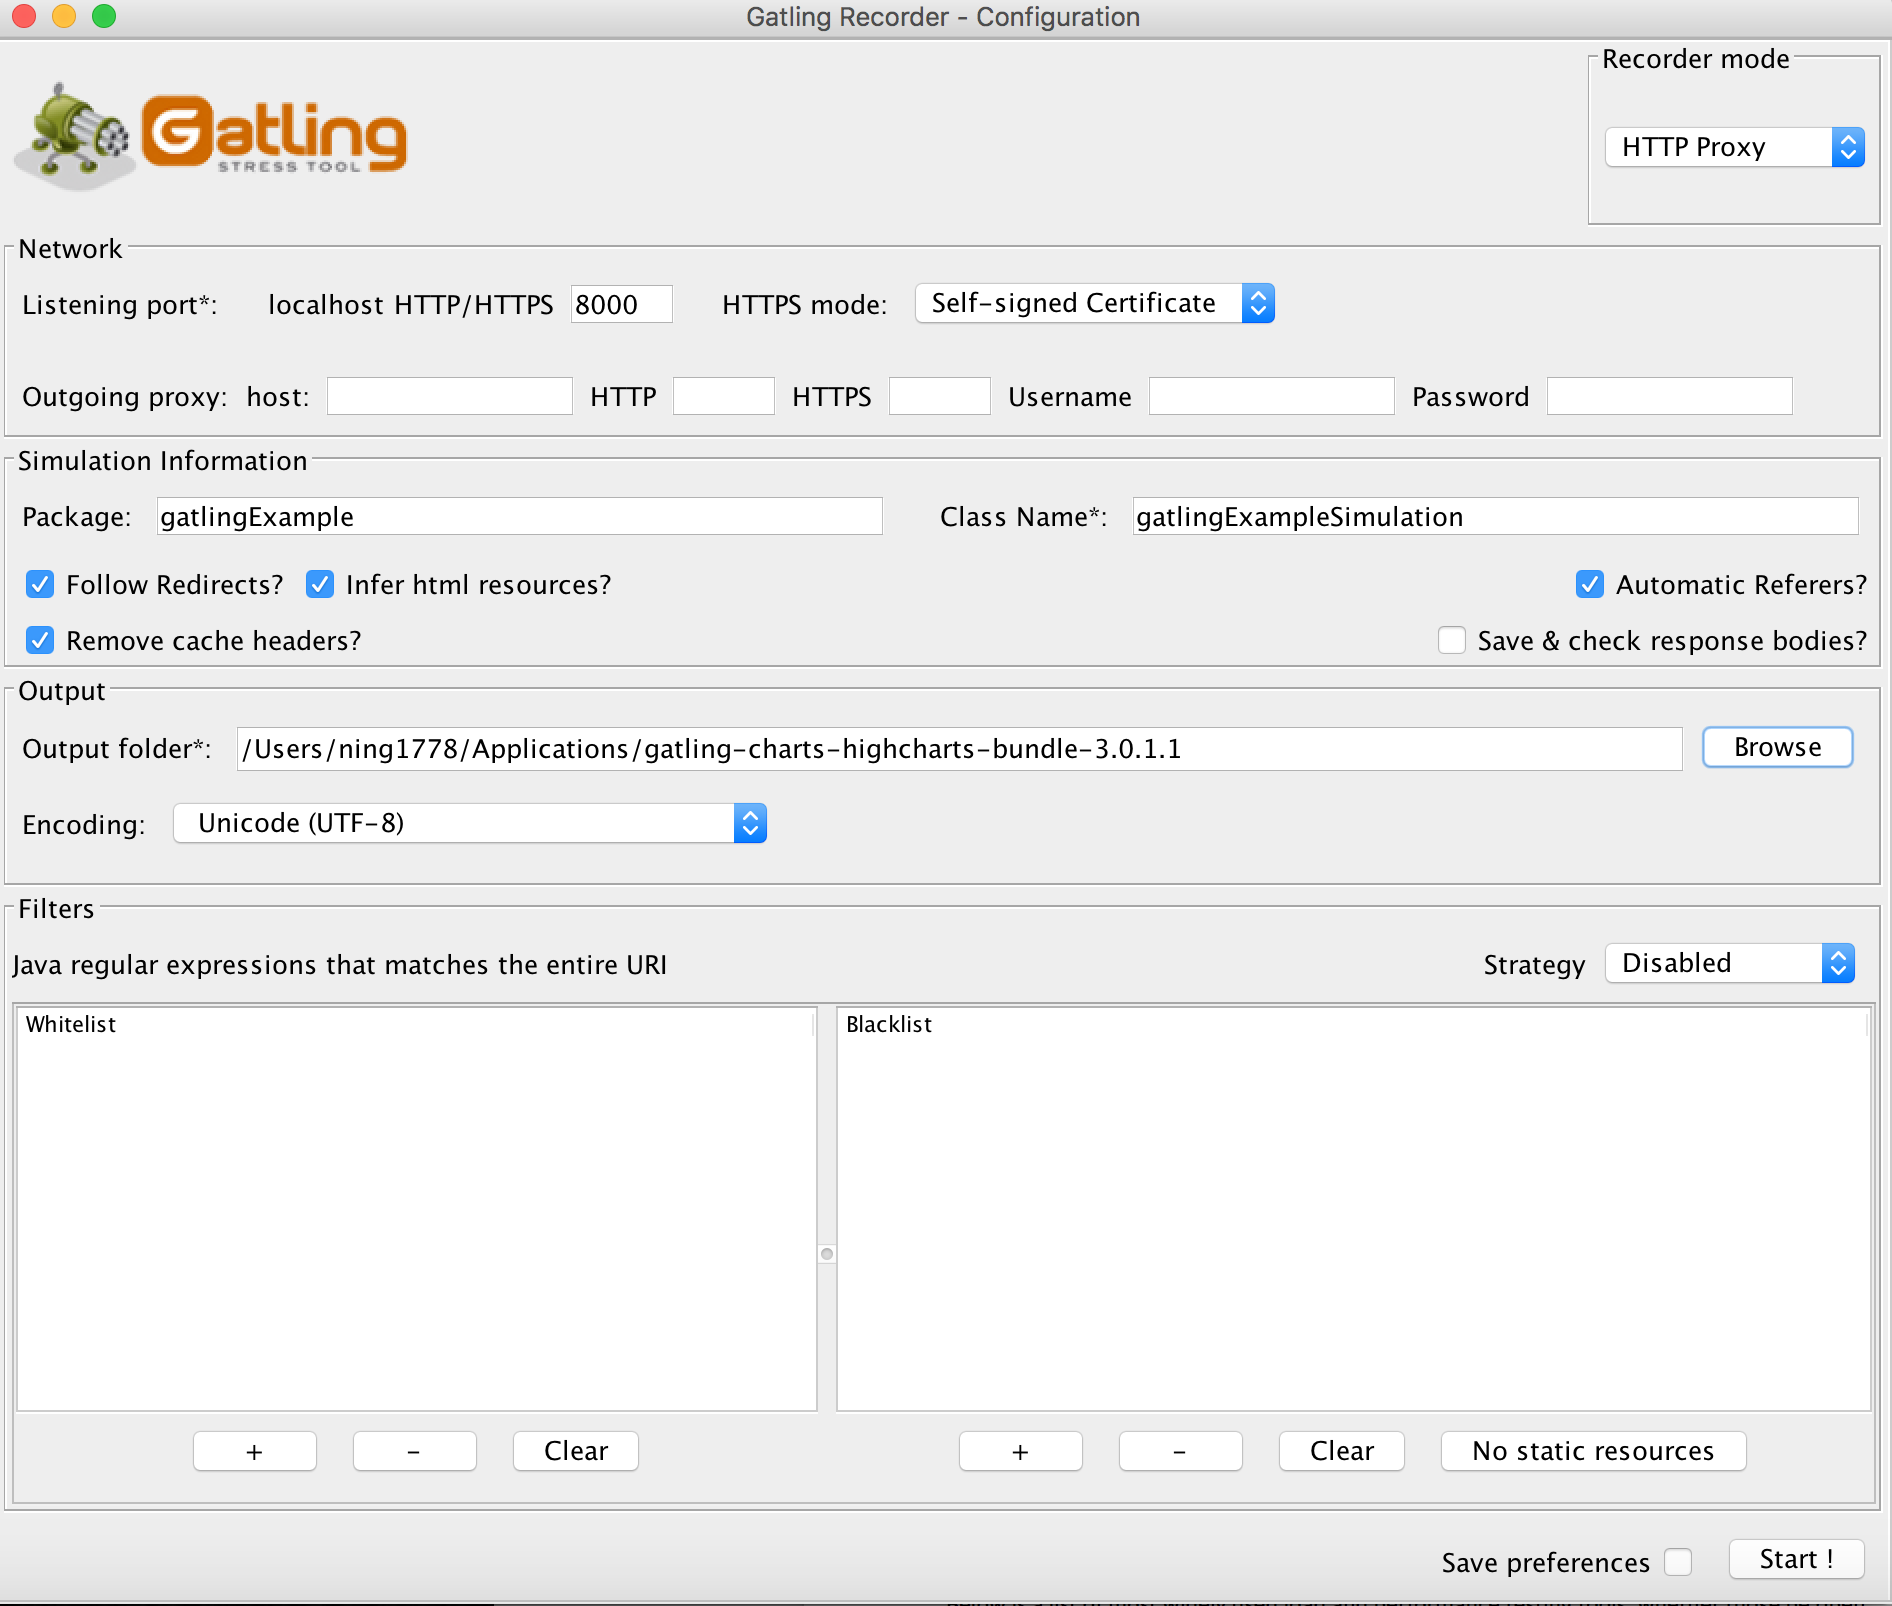 Gatling Recorder - Configuration
Recorder mode
Gatling
STRESS TOOL
HTTP Proxy
Network
Listening port*: localhost HTTP/HTTPS 8000 HTTPS mode: Self-signed Certificate
Outgoing proxy: host: HTTP HTTPS Username Password
Simulation Information
Package: gatlingExample Class Name*: gatlingExampleSimulation
Follow Redirects? Infer html resources? Automatic Referers?
Remove cache headers? Save & check response bodies?
Output
Output folder*: /Users/ning1778/Applications/gatling-charts-highcharts-bundle-3.0.1.1 Browse
Encoding: Unicode (UTF-8)
Filters
Java regular expressions that matches the entire URI Strategy Disabled
Whitelist Blacklist
+ - Clear + - Clear No static resources
Save preferences Start !